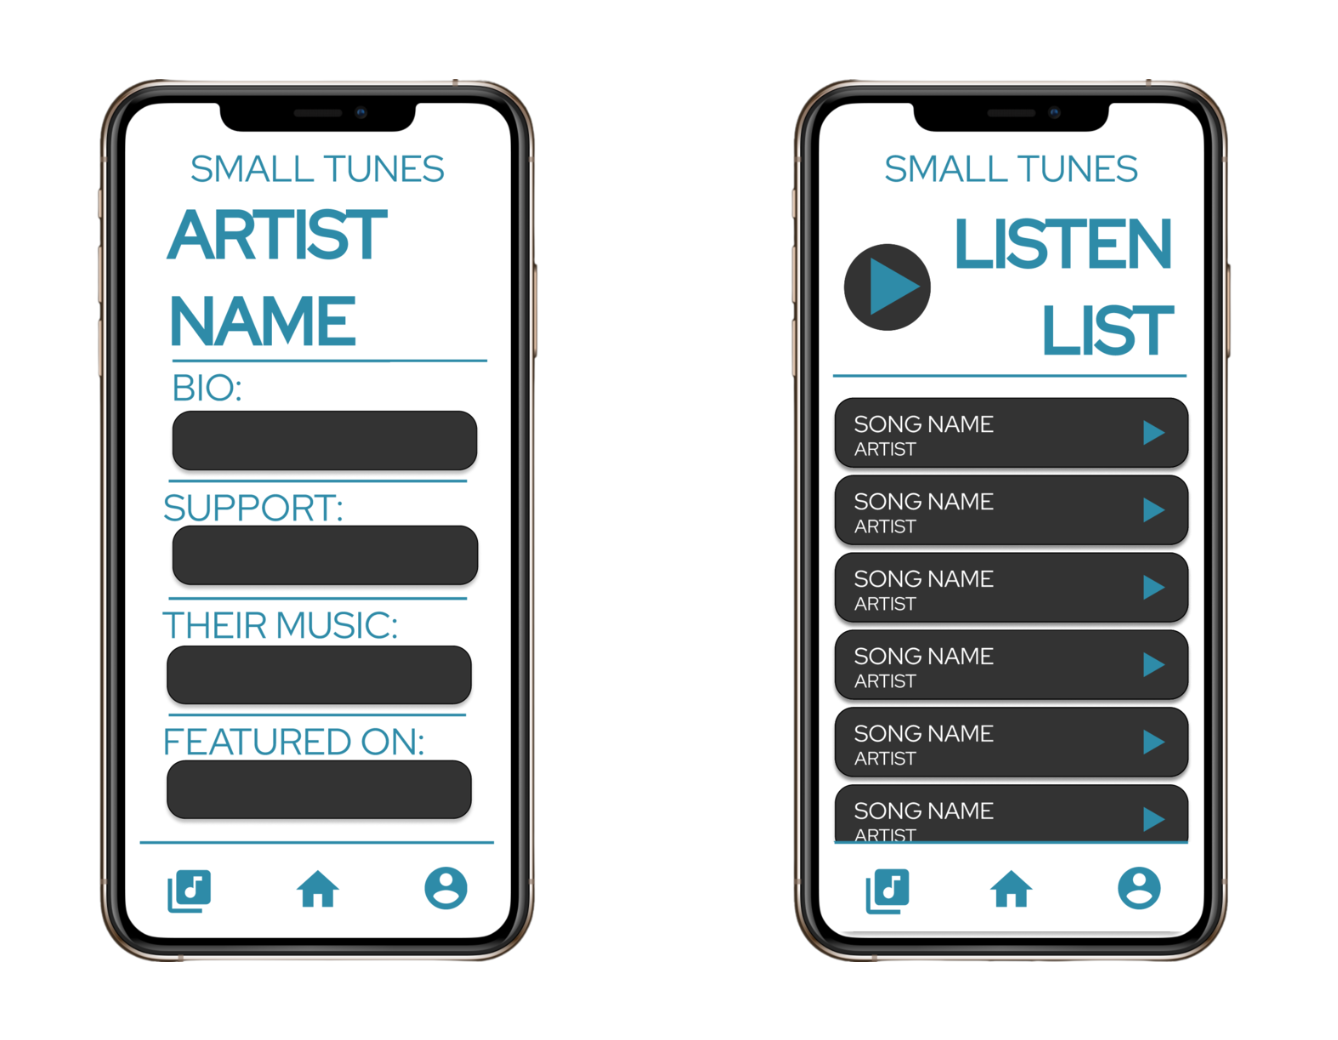 SMALL TUNES
ARTIST
NAME
BIO:
SUPPORT:
THEIR MUSIC:
FEATURED ON:
SMALL TUNES
LISTEN
LIST
SONG NAME
ARTIST
SONG NAME
ARTIST
SONG NAME
ARTIST
SONG NAME
ARTIST
SONG NAME
ARTIST
SONG NAME
ARTIST